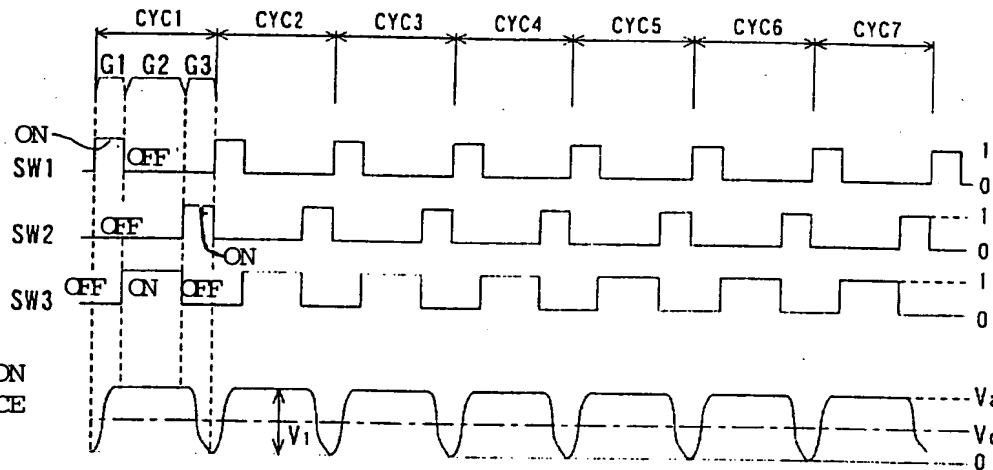 CYC1 CYC2 CYC3 CYC4 CYC5 CYC6 CYC7
G1 G2 G3
ON OFF
SW1 1 0
OFF
SW2 ON 1 0
OFF ON OFF
SW3 1 0
ON
CE
V1
Va
0